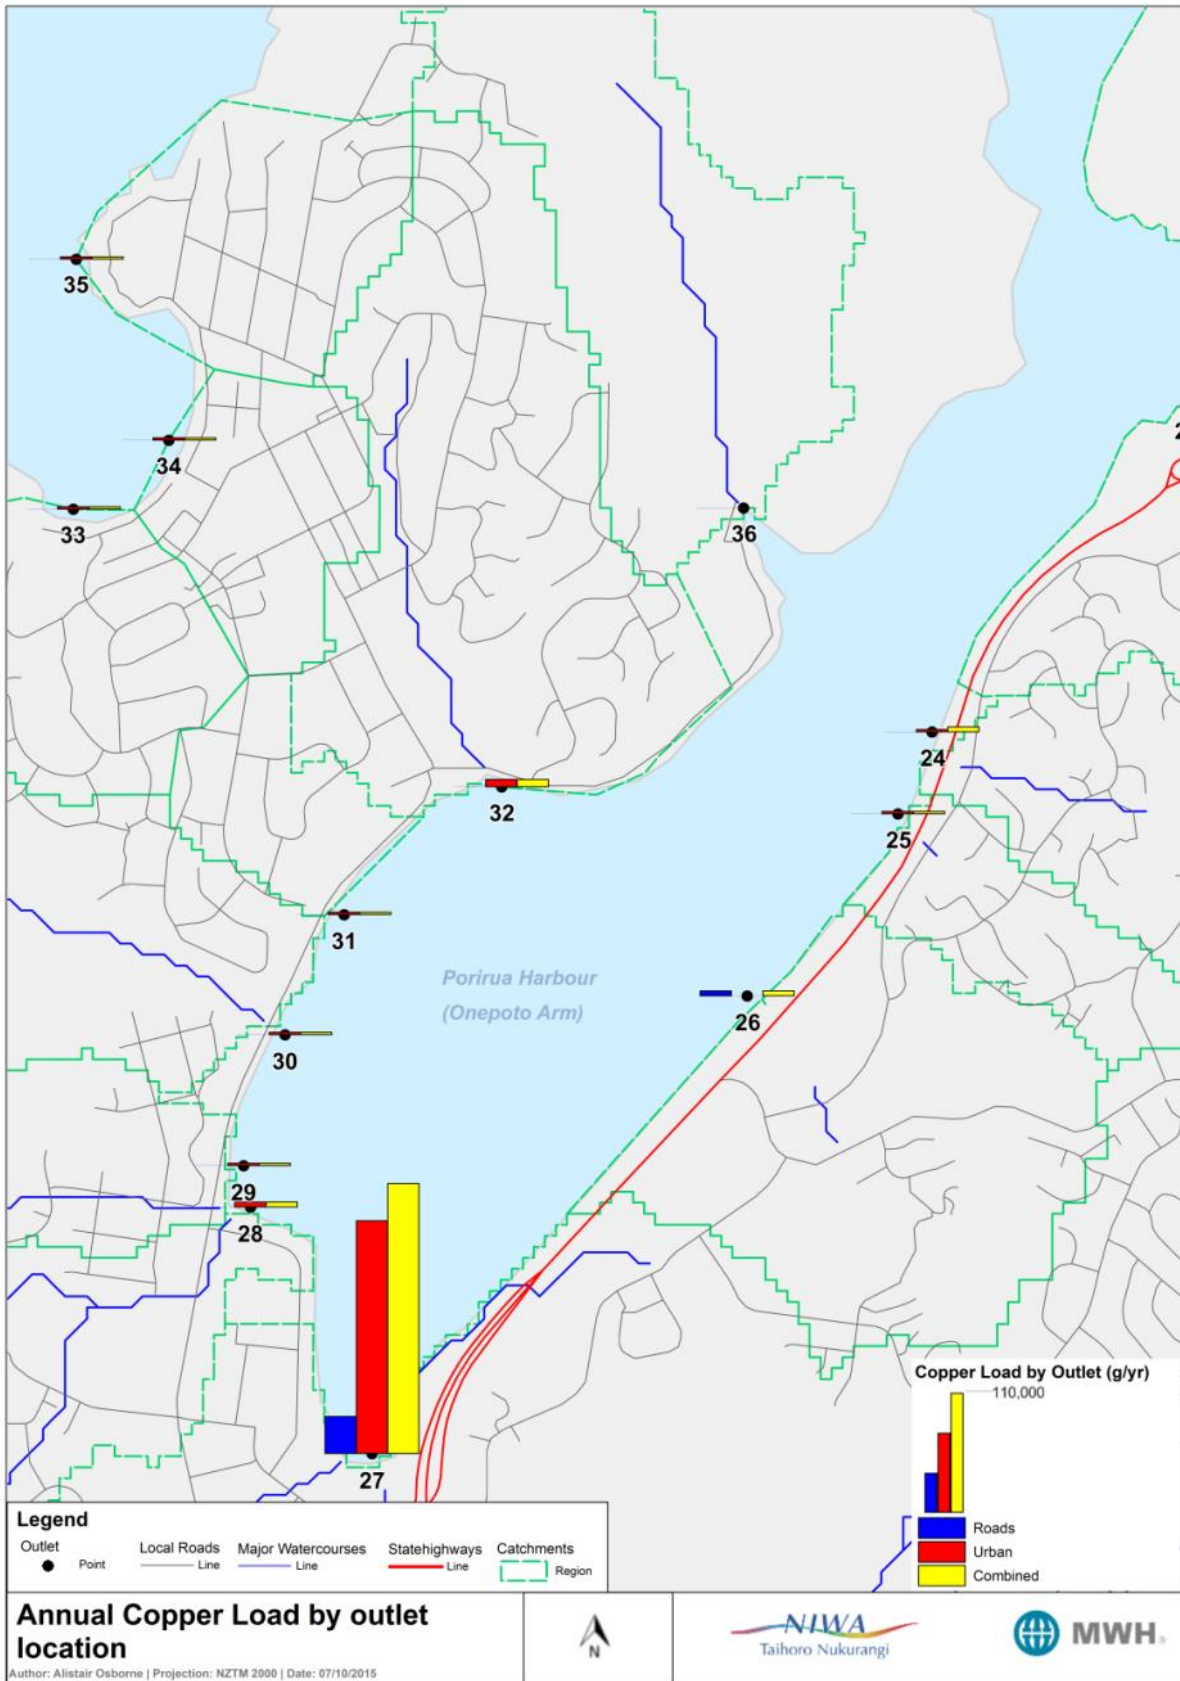 35
34
33
36
2
24
25
32
31
26
30
29
28
27
Porirua Harbour
(Onepoto Arm)
Copper Load by Outlet (g/yr)
110,000
Roads
Urban
Combined
Legend
Outlet Local Roads Major Watercourses Statehighways Catchments
Point Line Line Line Region
Annual Copper Load by outlet
location
Author: Alistair Osborne | Projection: NZTM 2000 | Date: 07/10/2015
N
NIWA
Taihoro Nukurangi
MWH®